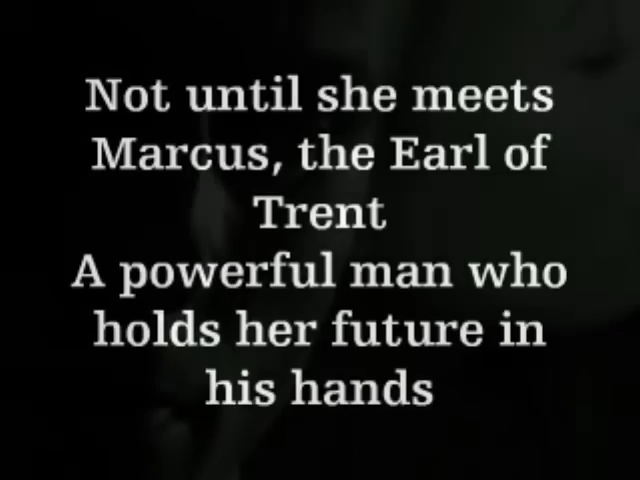 Not until she meets
Marcus, the Earl of
Trent
A powerful man who
holds her future in
his hands